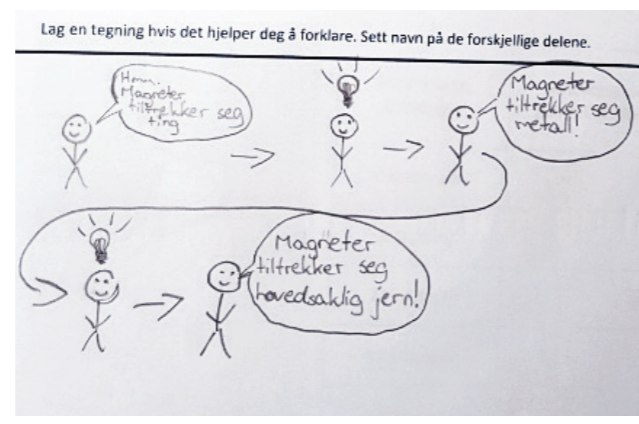 Lag en tegning hvis det hjelper deg å forklare. Sett navn på de forskjellige delene.
Hmm.
Magneter
tiltrekker seg
ting
Magneter
tiltrekker seg
metall!
Magneter
tiltrekker seg
hovedsaklig jern!